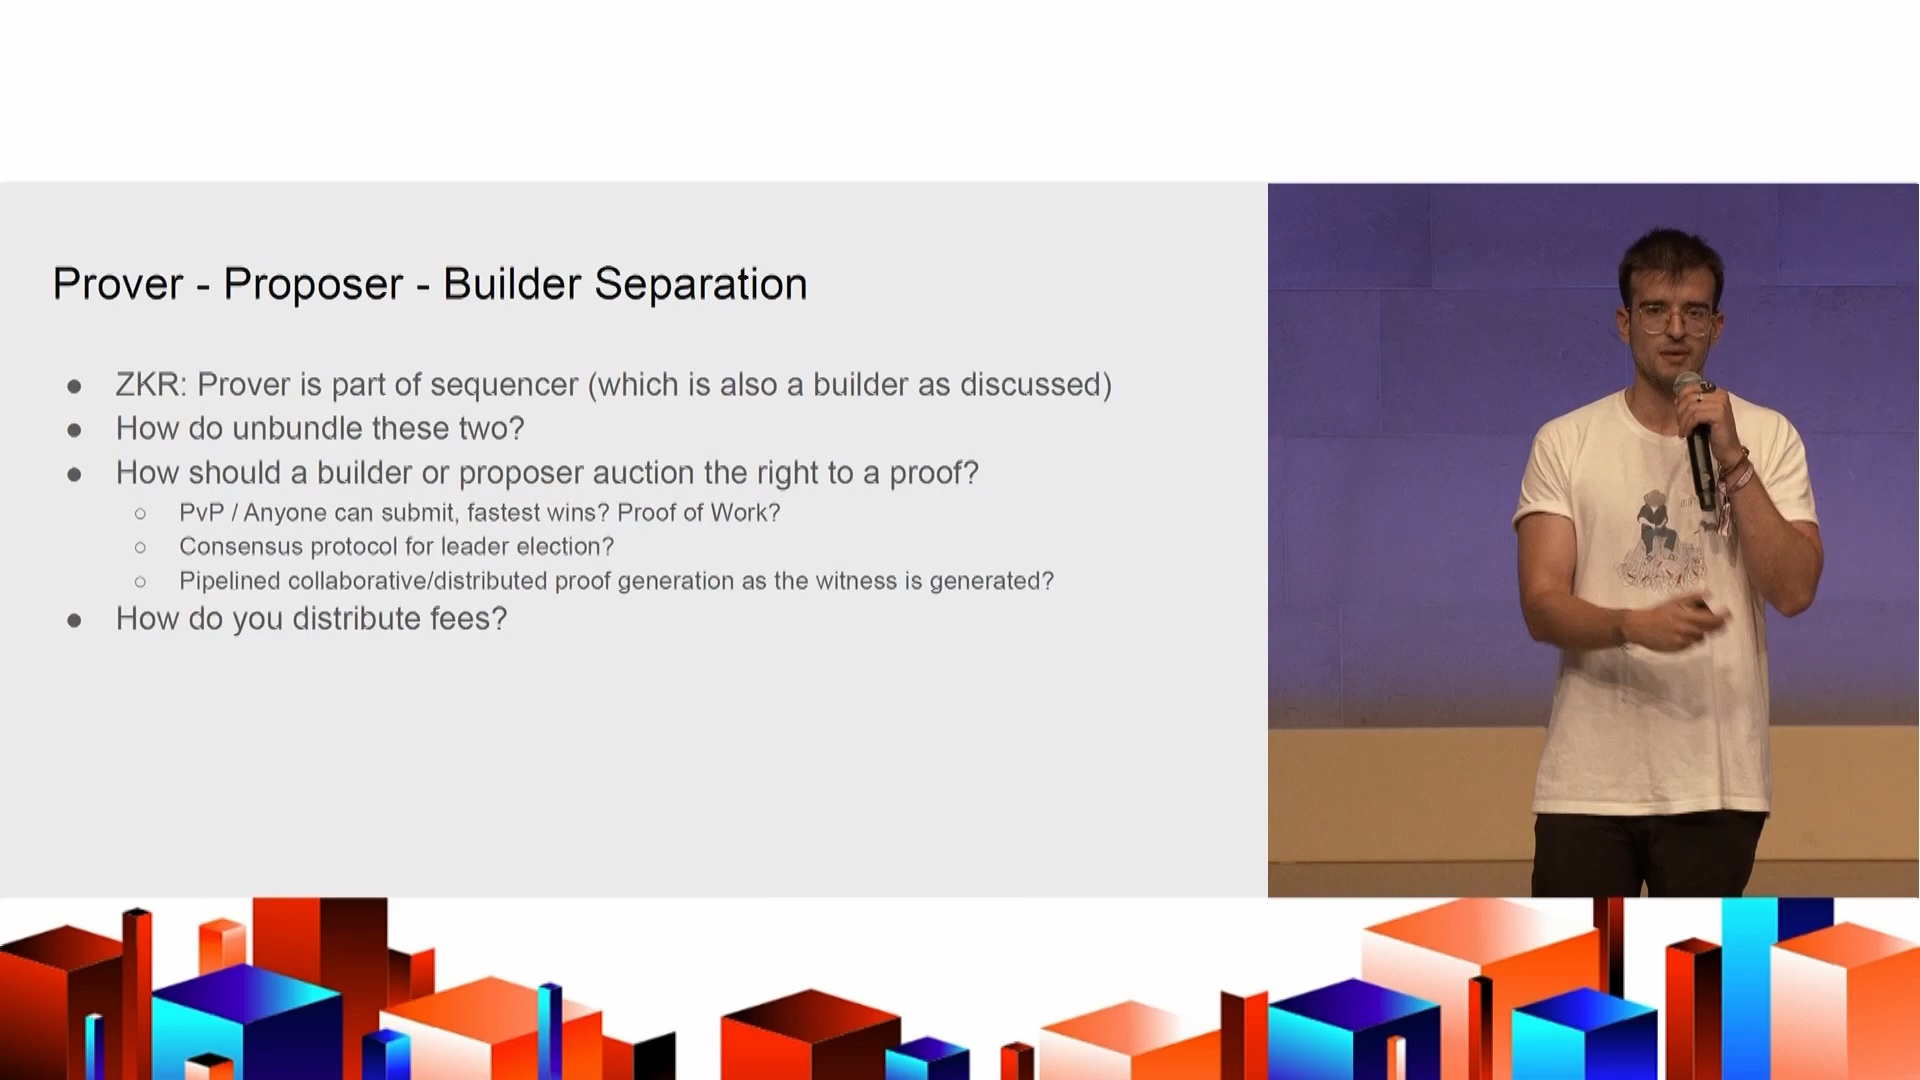 Prover - Proposer - Builder Separation
● ZKR: Prover is part of sequencer (which is also a builder as discussed)
● How do unbundle these two?
● How should a builder or proposer auction the right to a proof?
○ PvP / Anyone can submit, fastest wins? Proof of Work?
○ Consensus protocol for leader election?
○ Pipelined collaborative/distributed proof generation as the witness is generated?
● How do you distribute fees?